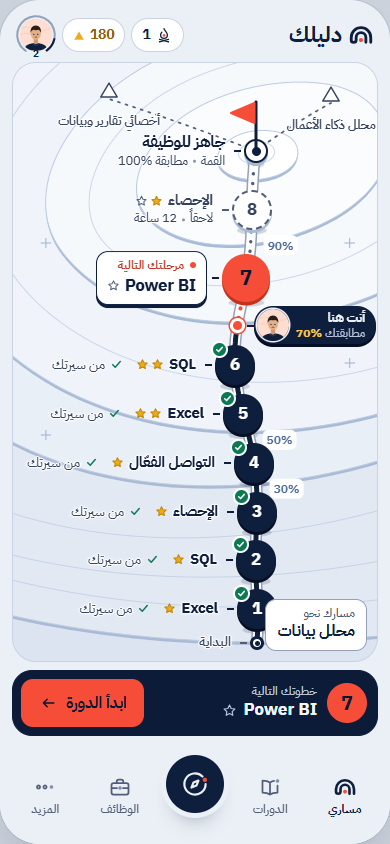 دليلك
1
180
2
محلل ذكاء الأعمال
أخصائي تقارير وبيانات
جاهز للوظيفة
القمة • مطابقة 100%
8
الإحصاء
لاحقاً • 12 ساعة
90%
7
مرحلتك التالية
Power BI
أنت هنا
مطابقتك 70%
6
SQL
من سيرتك
5
Excel
من سيرتك
50%
4
التواصل الفعّال
من سيرتك
30%
3
الإحصاء
من سيرتك
2
SQL
من سيرتك
1
Excel
من سيرتك
مسارك نحو
محلل بيانات
البداية
7
خطوتك التالية
Power BI
ابدأ الدورة
مساري
الدورات
الوظائف
المزيد